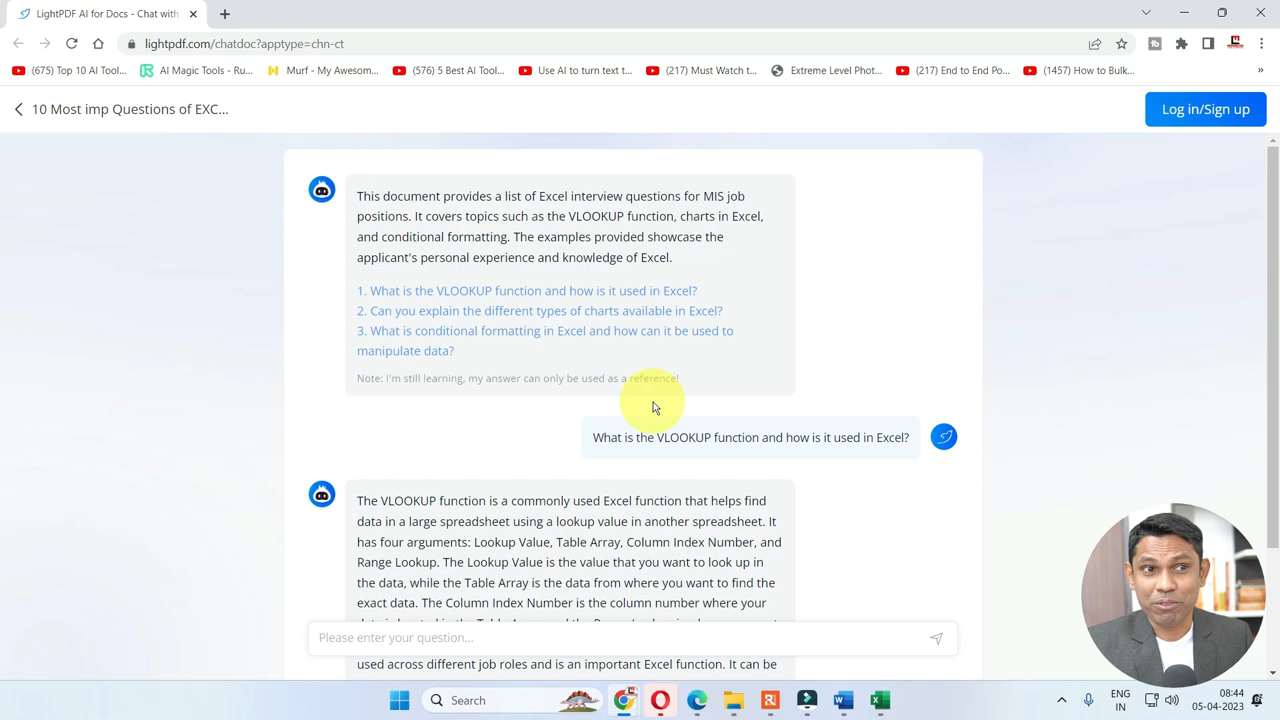 LightPDF AI for Docs - Chat with
lightpdf.com/chatdoc?apptype=chn-ct
(675) Top 10 AI Tool...
AI Magic Tools - Ru...
Murf - My Awesom...
(576) 5 Best AI Tool...
Use AI to turn text t...
(217) Must Watch t...
Extreme Level Phot...
(217) End to End Po...
(1457) How to Bulk...
»
10 Most imp Questions of EXC...
Log in/Sign up
This document provides a list of Excel interview questions for MIS job
positions. It covers topics such as the VLOOKUP function, charts in Excel,
and conditional formatting. The examples provided showcase the
applicant's personal experience and knowledge of Excel.
1. What is the VLOOKUP function and how is it used in Excel?
2. Can you explain the different types of charts available in Excel?
3. What is conditional formatting in Excel and how can it be used to
manipulate data?
Note: I'm still learning, my answer can only be used as a reference!
What is the VLOOKUP function and how is it used in Excel?
The VLOOKUP function is a commonly used Excel function that helps find
data in a large spreadsheet using a lookup value in another spreadsheet. It
has four arguments: Lookup Value, Table Array, Column Index Number, and
Range Lookup. The Lookup Value is the value that you want to look up in
the data, while the Table Array is the data from where you want to find the
exact data. The Column Index Number is the column number where your
Please enter your question...
used across different job roles and is an important Excel function. It can be
Search
ENG
IN
08:44
05-04-2023